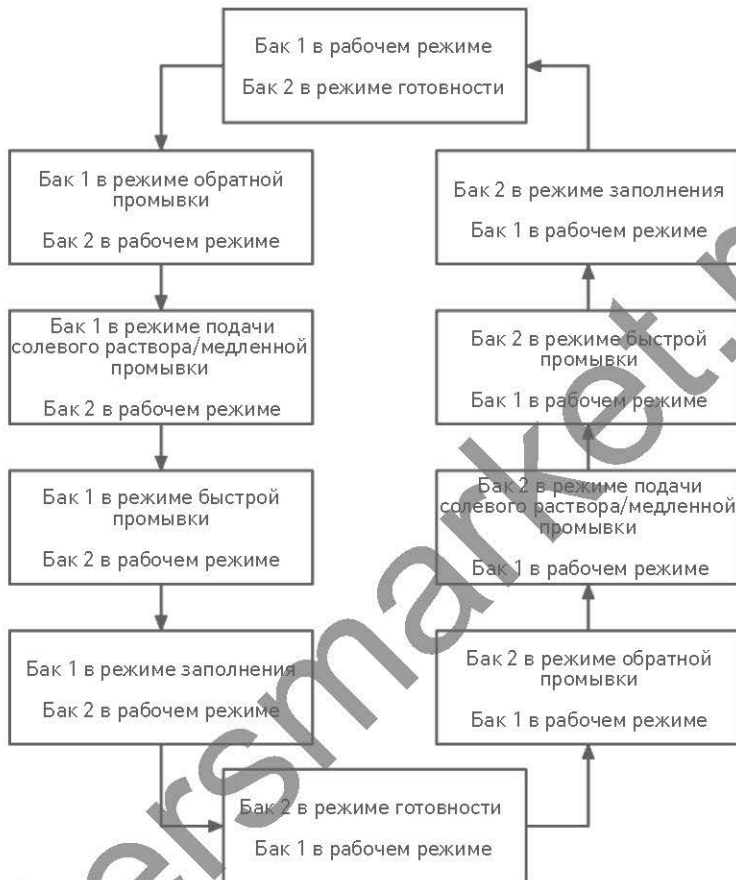 Бак 1 в рабочем режиме
Бак 2 в режиме готовности
Бак 1 в режиме обратной
промывки
Бак 2 в рабочем режиме
Бак 1 в режиме подачи
солевого раствора/медленной
промывки
Бак 2 в рабочем режиме
Бак 1 в режиме быстрой
промывки
Бак 2 в рабочем режиме
Бак 1 в режиме заполнения
Бак 2 в рабочем режиме
Бак 2 в режиме готовности
Бак 1 в рабочем режиме
Бак 2 в режиме обратной
промывки
Бак 1 в рабочем режиме
Бак 2 в режиме подачи
солевого раствора/медленной
промывки
Бак 1 в рабочем режиме
Бак 2 в режиме быстрой
промывки
Бак 1 в рабочем режиме
Бак 2 в режиме заполнения
Бак 1 в рабочем режиме